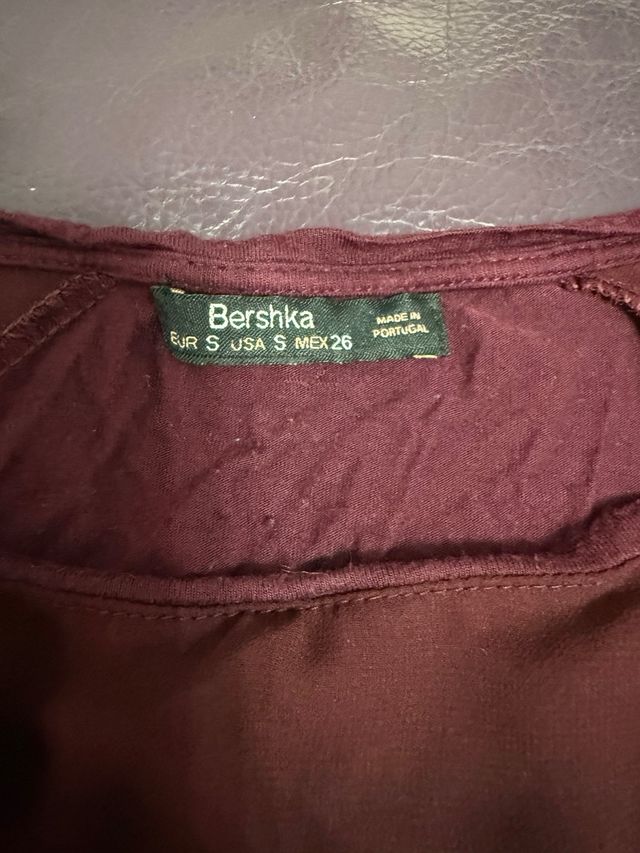 Bershka
EUR S USA S MEX 26
MADE IN
PORTUGAL